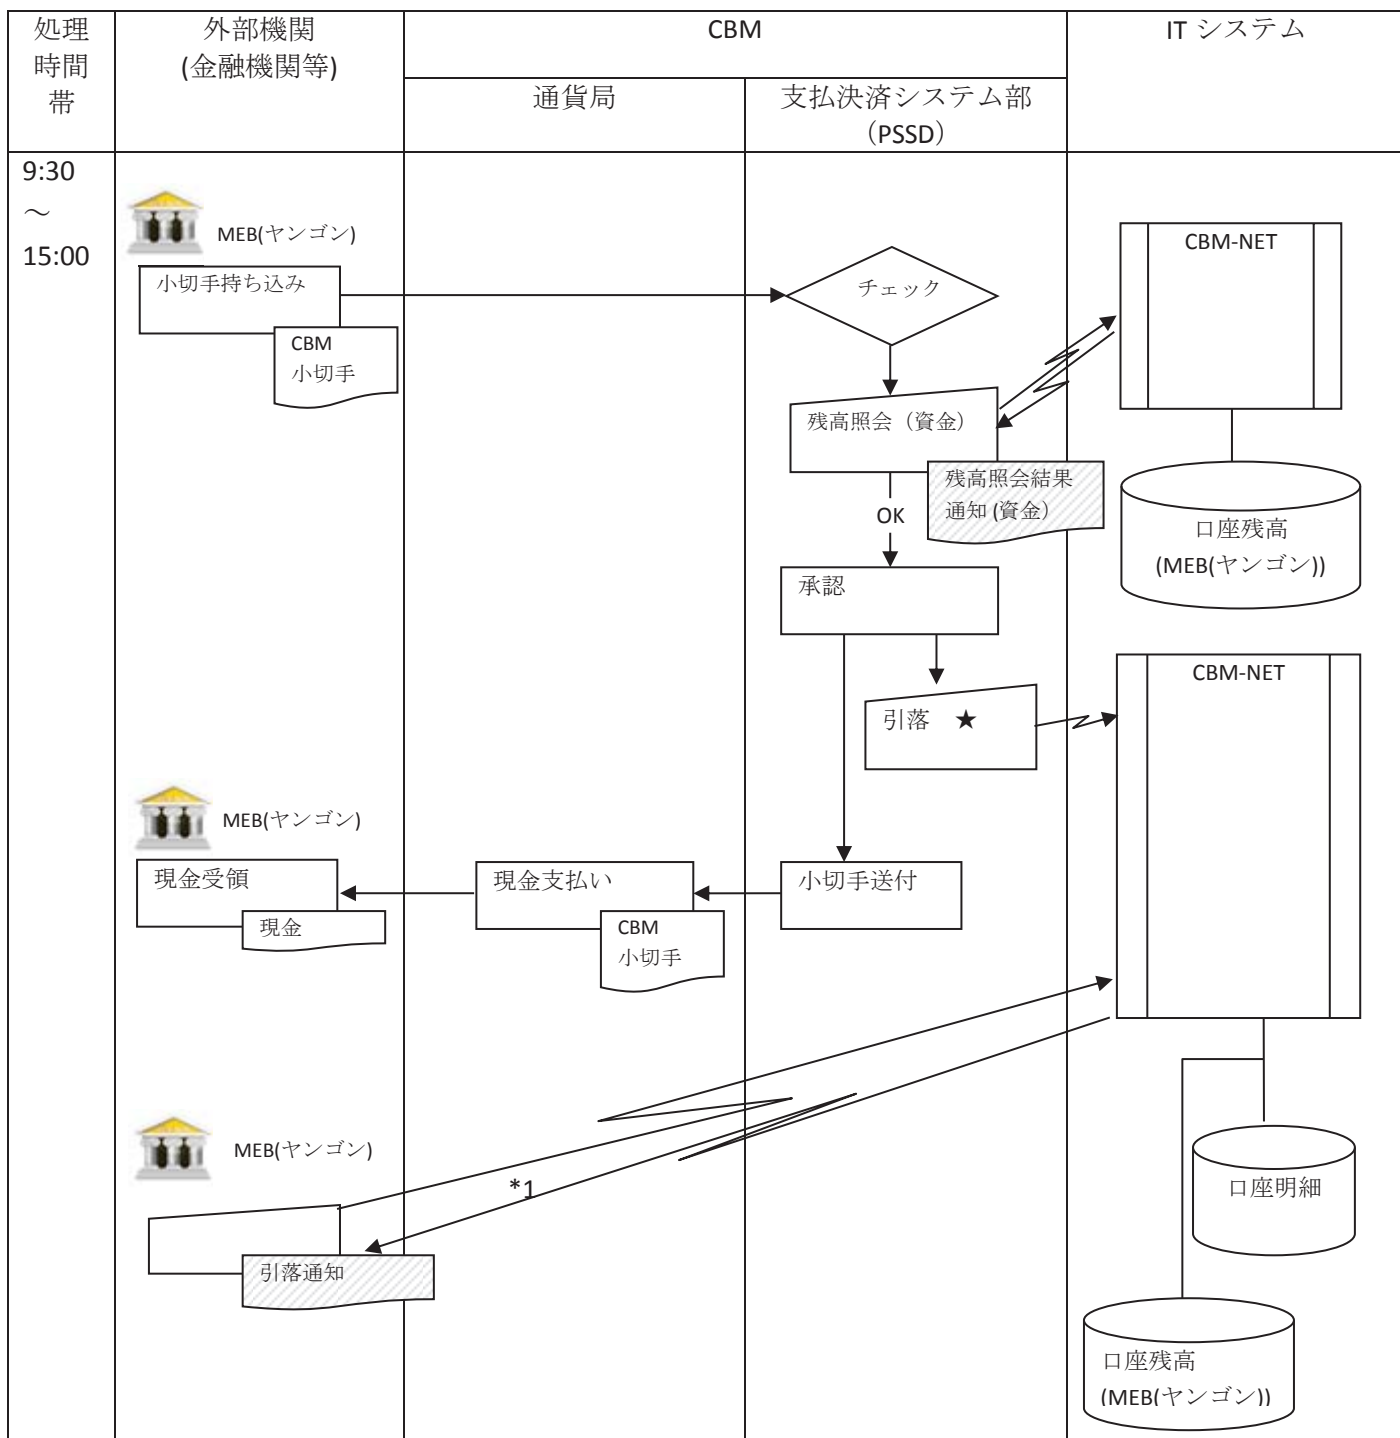 処理
時間
帯
外部機関
(金融機関等)
CBM
IT システム
通貨局
支払決済システム部
（PSSD）
9:30
～
15:00
MEB(ヤンゴン)
小切手持ち込み
CBM
小切手
チェック
CBM-NET
残高照会（資金）
残高照会結果
通知 (資金）
OK
口座残高
(MEB(ヤンゴン))
承認
引落　★
CBM-NET
MEB(ヤンゴン)
現金受領
現金
現金支払い
CBM
小切手
小切手送付
MEB(ヤンゴン)
*1
引落通知
口座明細
口座残高
(MEB(ヤンゴン))